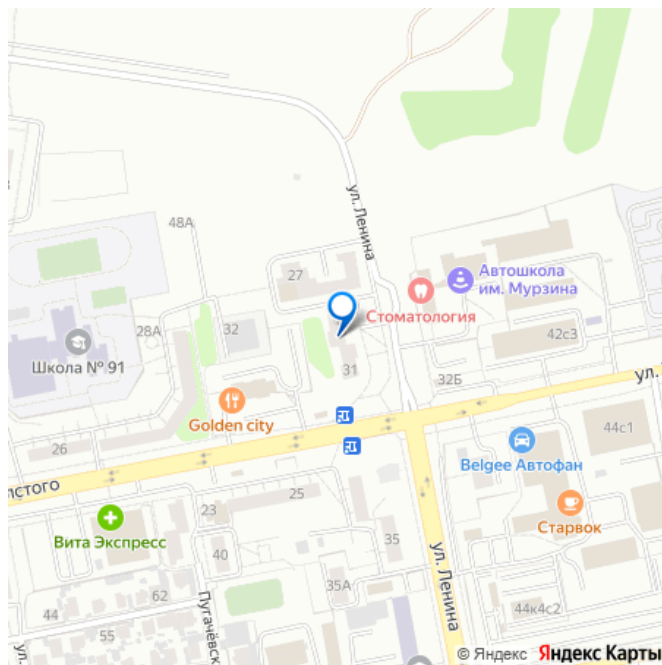 ул. Ленина
48А
27
Автошкола
им. Мурзина
Стоматология
28А
32
42с3
Школа № 91
31
32Б
ул.
Golden city
44с1
26
Belgee Автофан
лстого
25
23
Старвок
Вита Экспресс
35
40
ул. Ленина
35А
62
44
Пугачёвск
44к4с2
55
ул.
© Яндекс Яндекс Карты